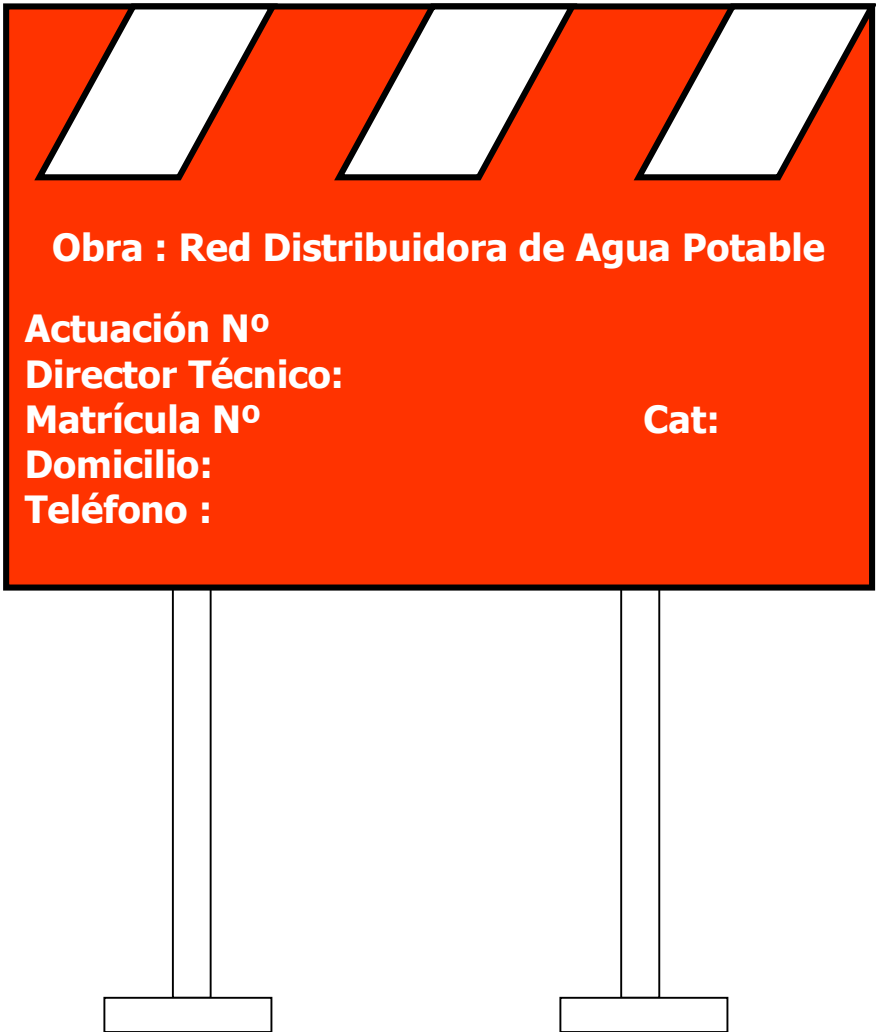 Obra : Red Distribuidora de Agua Potable
Actuación Nº
Director Técnico:
Matrícula Nº Cat:
Domicilio:
Teléfono :